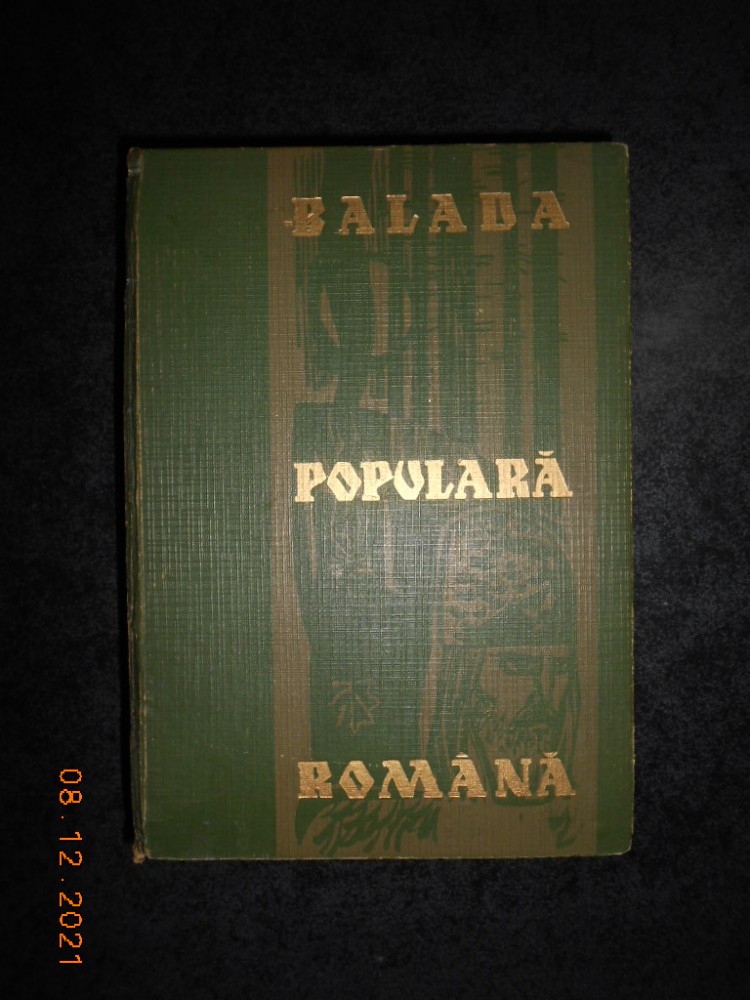 BALADA
POPULARĂ
ROMÂNĂ
08.12.2021